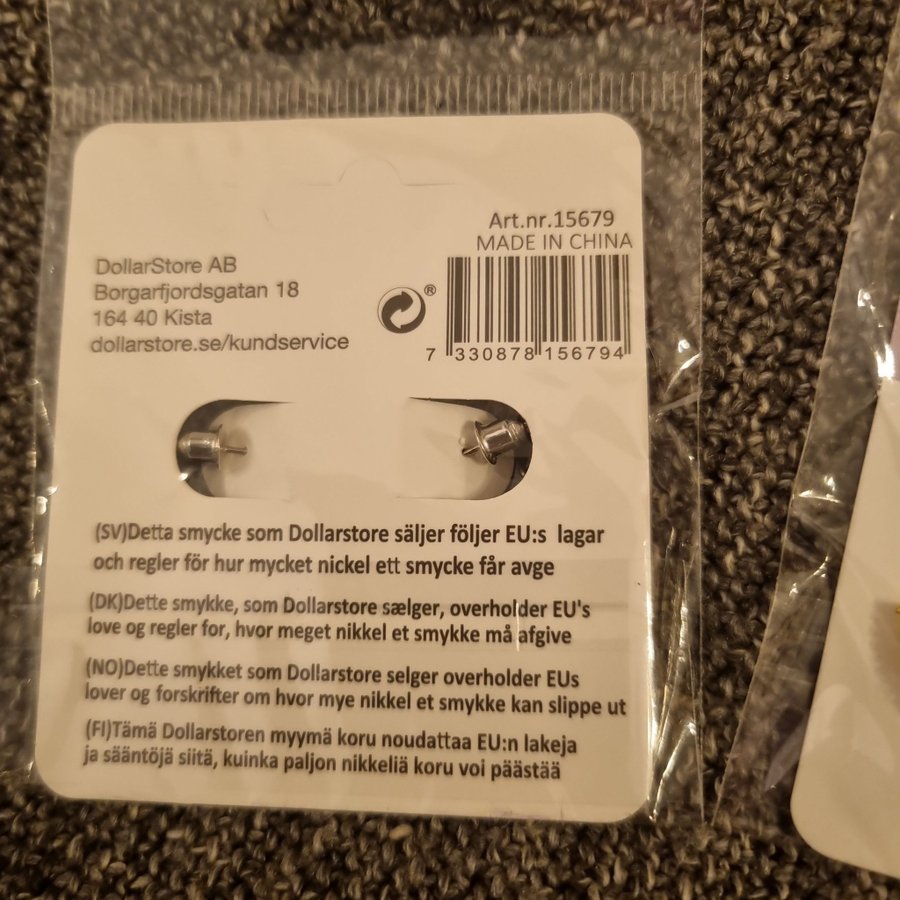 Art.nr.15679
MADE IN CHINA
DollarStore AB
Borgarfjordsgatan 18
164 40 Kista
dollarstore.se/kundservice
®
7 330878 156794
(SV)Detta smycke som Dollarstore säljer följer EU:s lagar
och regler för hur mycket nickel ett smycke får avge
(DK)Dette smykke, som Dollarstore sælger, overholder EU's
love og regler for, hvor meget nikkel et smykke må afgive
(NO)Dette smykket som Dollarstore selger overholder EUs
lover og forskrifter om hvor mye nikkel et smykke kan slippe ut
(FI)Tämä Dollarstoren myymä koru noudattaa EU:n lakeja
ja sääntöjä siitä, kuinka paljon nikkeliä koru voi päästää